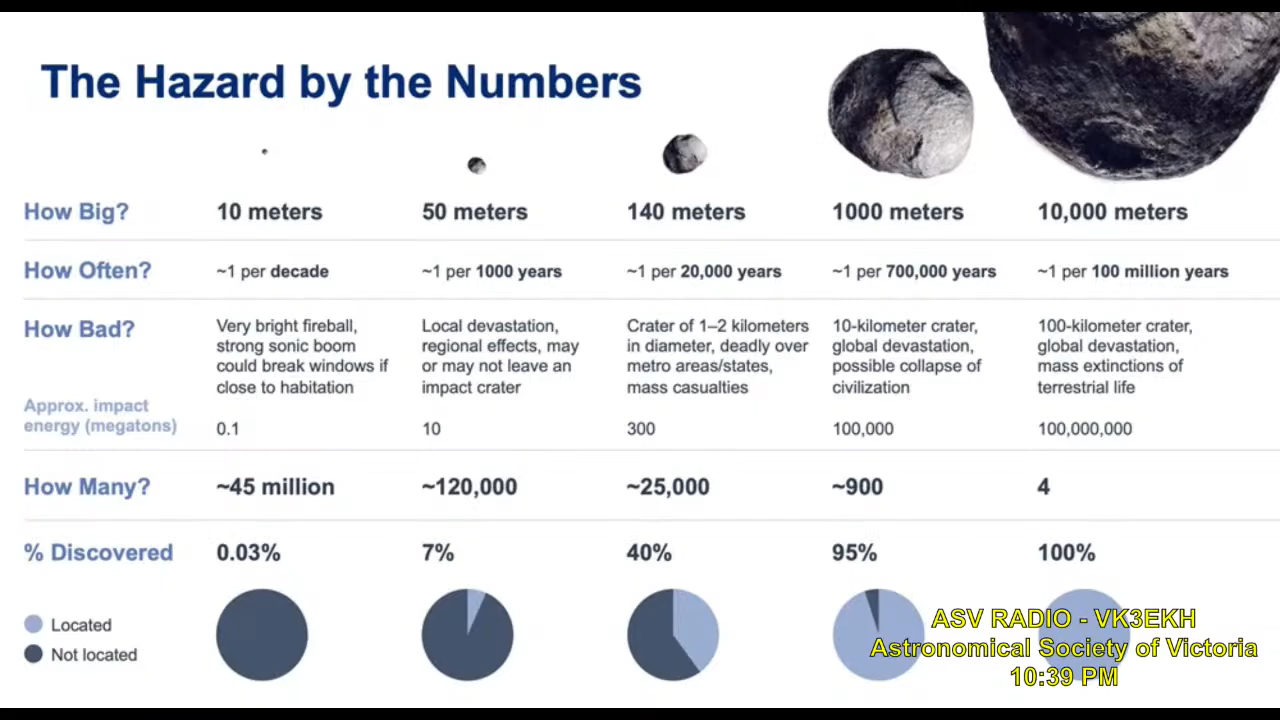 The Hazard by the Numbers
How Big?
10 meters
50 meters
140 meters
1000 meters
10,000 meters
How Often?
~1 per decade
~1 per 1000 years
~1 per 20,000 years
~1 per 700,000 years
~1 per 100 million years
How Bad?
Very bright fireball,
strong sonic boom
could break windows if
close to habitation
Local devastation,
regional effects, may
or may not leave an
impact crater
Crater of 1–2 kilometers
in diameter, deadly over
metro areas/states,
mass casualties
10-kilometer crater,
global devastation,
possible collapse of
civilization
100-kilometer crater,
global devastation,
mass extinctions of
terrestrial life
Approx. impact
energy (megatons)
0.1
10
300
100,000
100,000,000
How Many?
~45 million
~120,000
~25,000
~900
4
% Discovered
0.03%
7%
40%
95%
100%
Located
Not located
ASV RADIO - VK3EKH
Astronomical Society of Victoria
10:39 PM